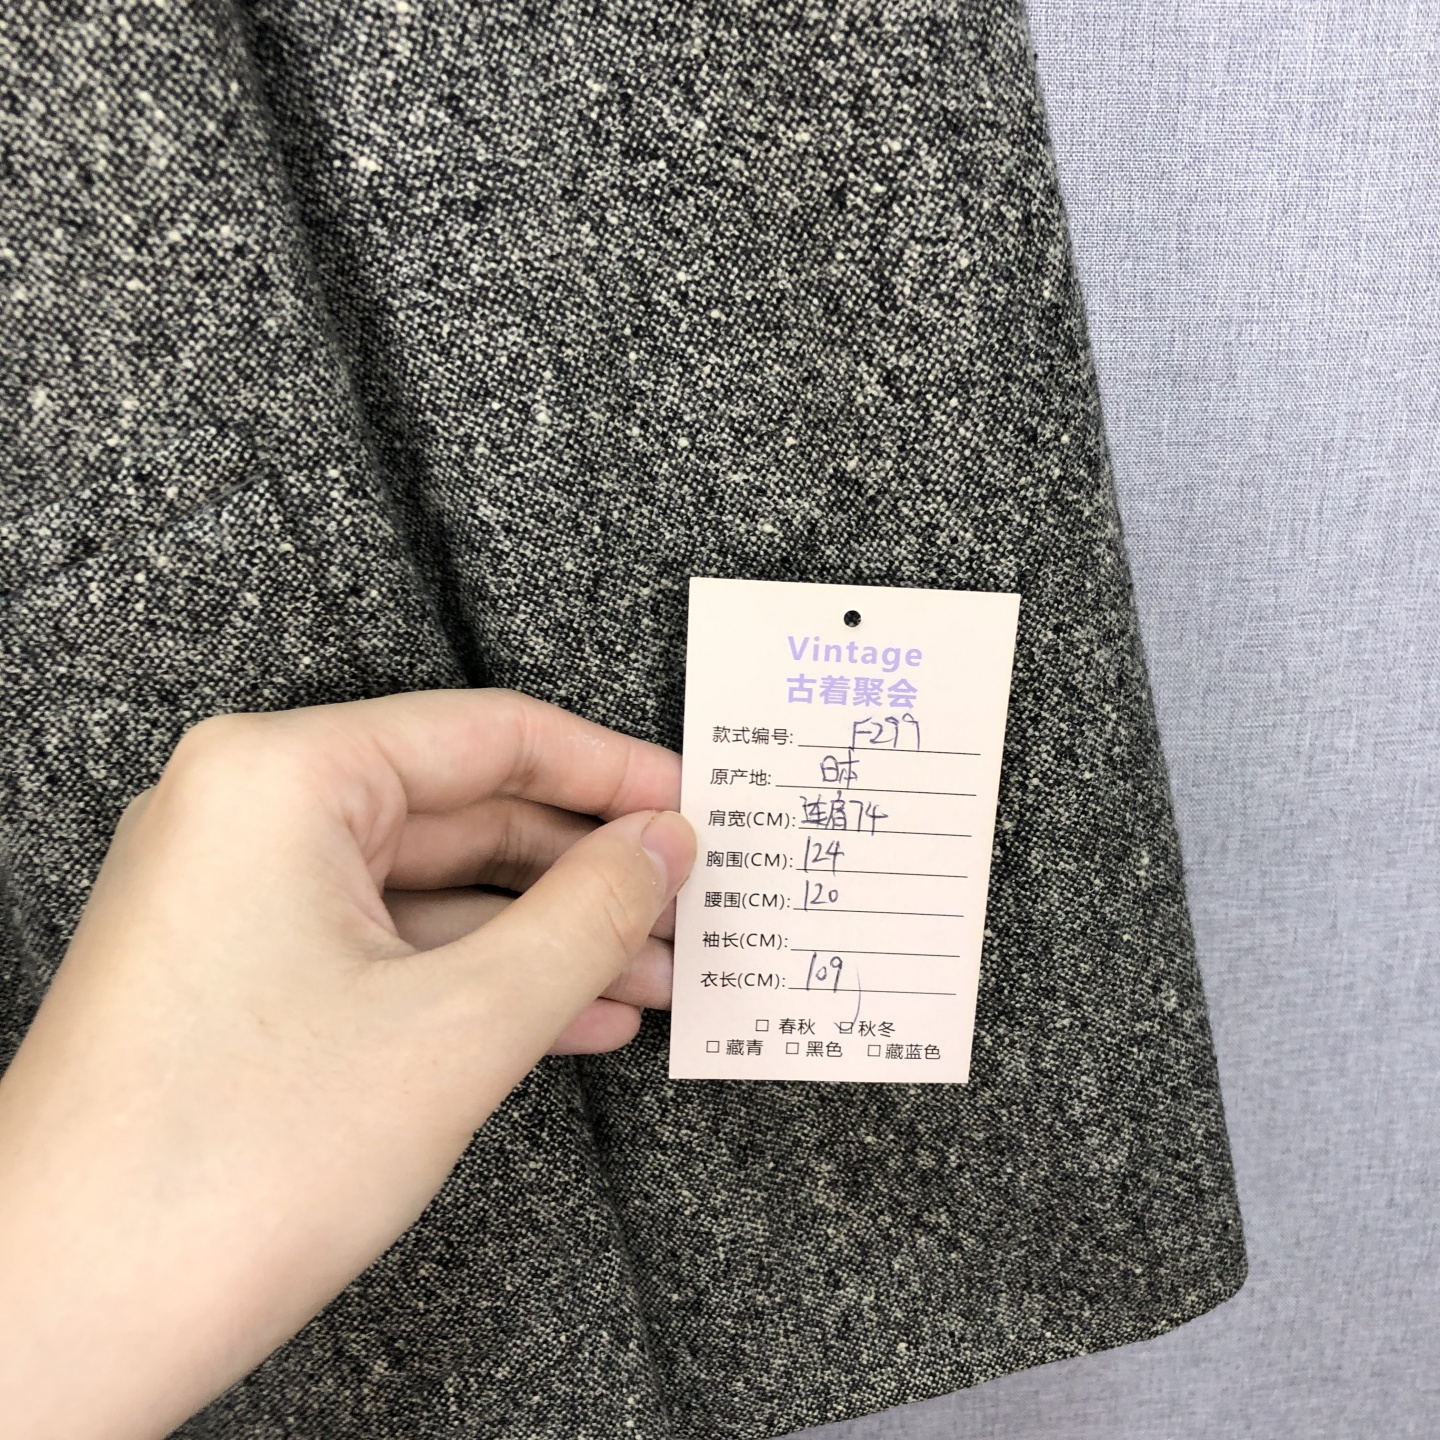 Vintage
古着聚会
款式编号: F299
原产地: 日本
肩宽(CM): 连肩74
胸围(CM): 124
腰围(CM): 120
袖长(CM):
衣长(CM): 109
☐ 春秋 ☑ 秋冬
☐ 藏青 ☐ 黑色 ☐ 藏蓝色